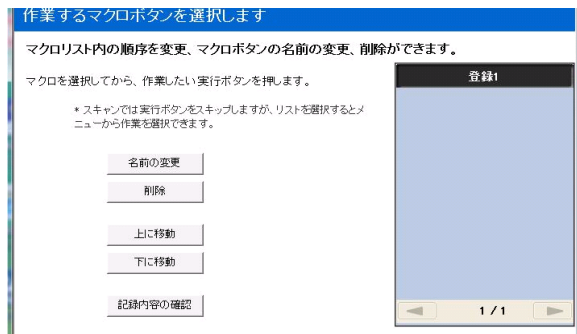 作業するマクロボタンを選択します
マクロリスト内の順序を変更、マクロボタンの名前の変更、削除ができます。
マクロを選択してから、作業したい実行ボタンを押します。
* スキャンでは実行ボタンをスキップしますが、リストを選択するとメ
ニューから作業を選択できます。
名前の変更
削除
上に移動
下に移動
記録内容の確認
登録1
1 / 1